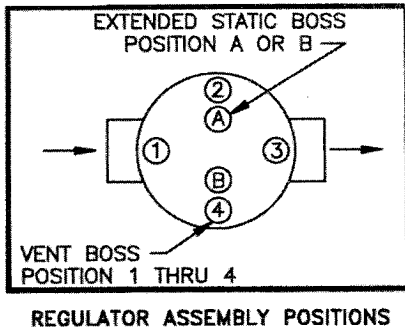 EXTENDED STATIC BOSS
POSITION A OR B
2
A
1
3
B
4
VENT BOSS
POSITION 1 THRU 4
REGULATOR ASSEMBLY POSITIONS